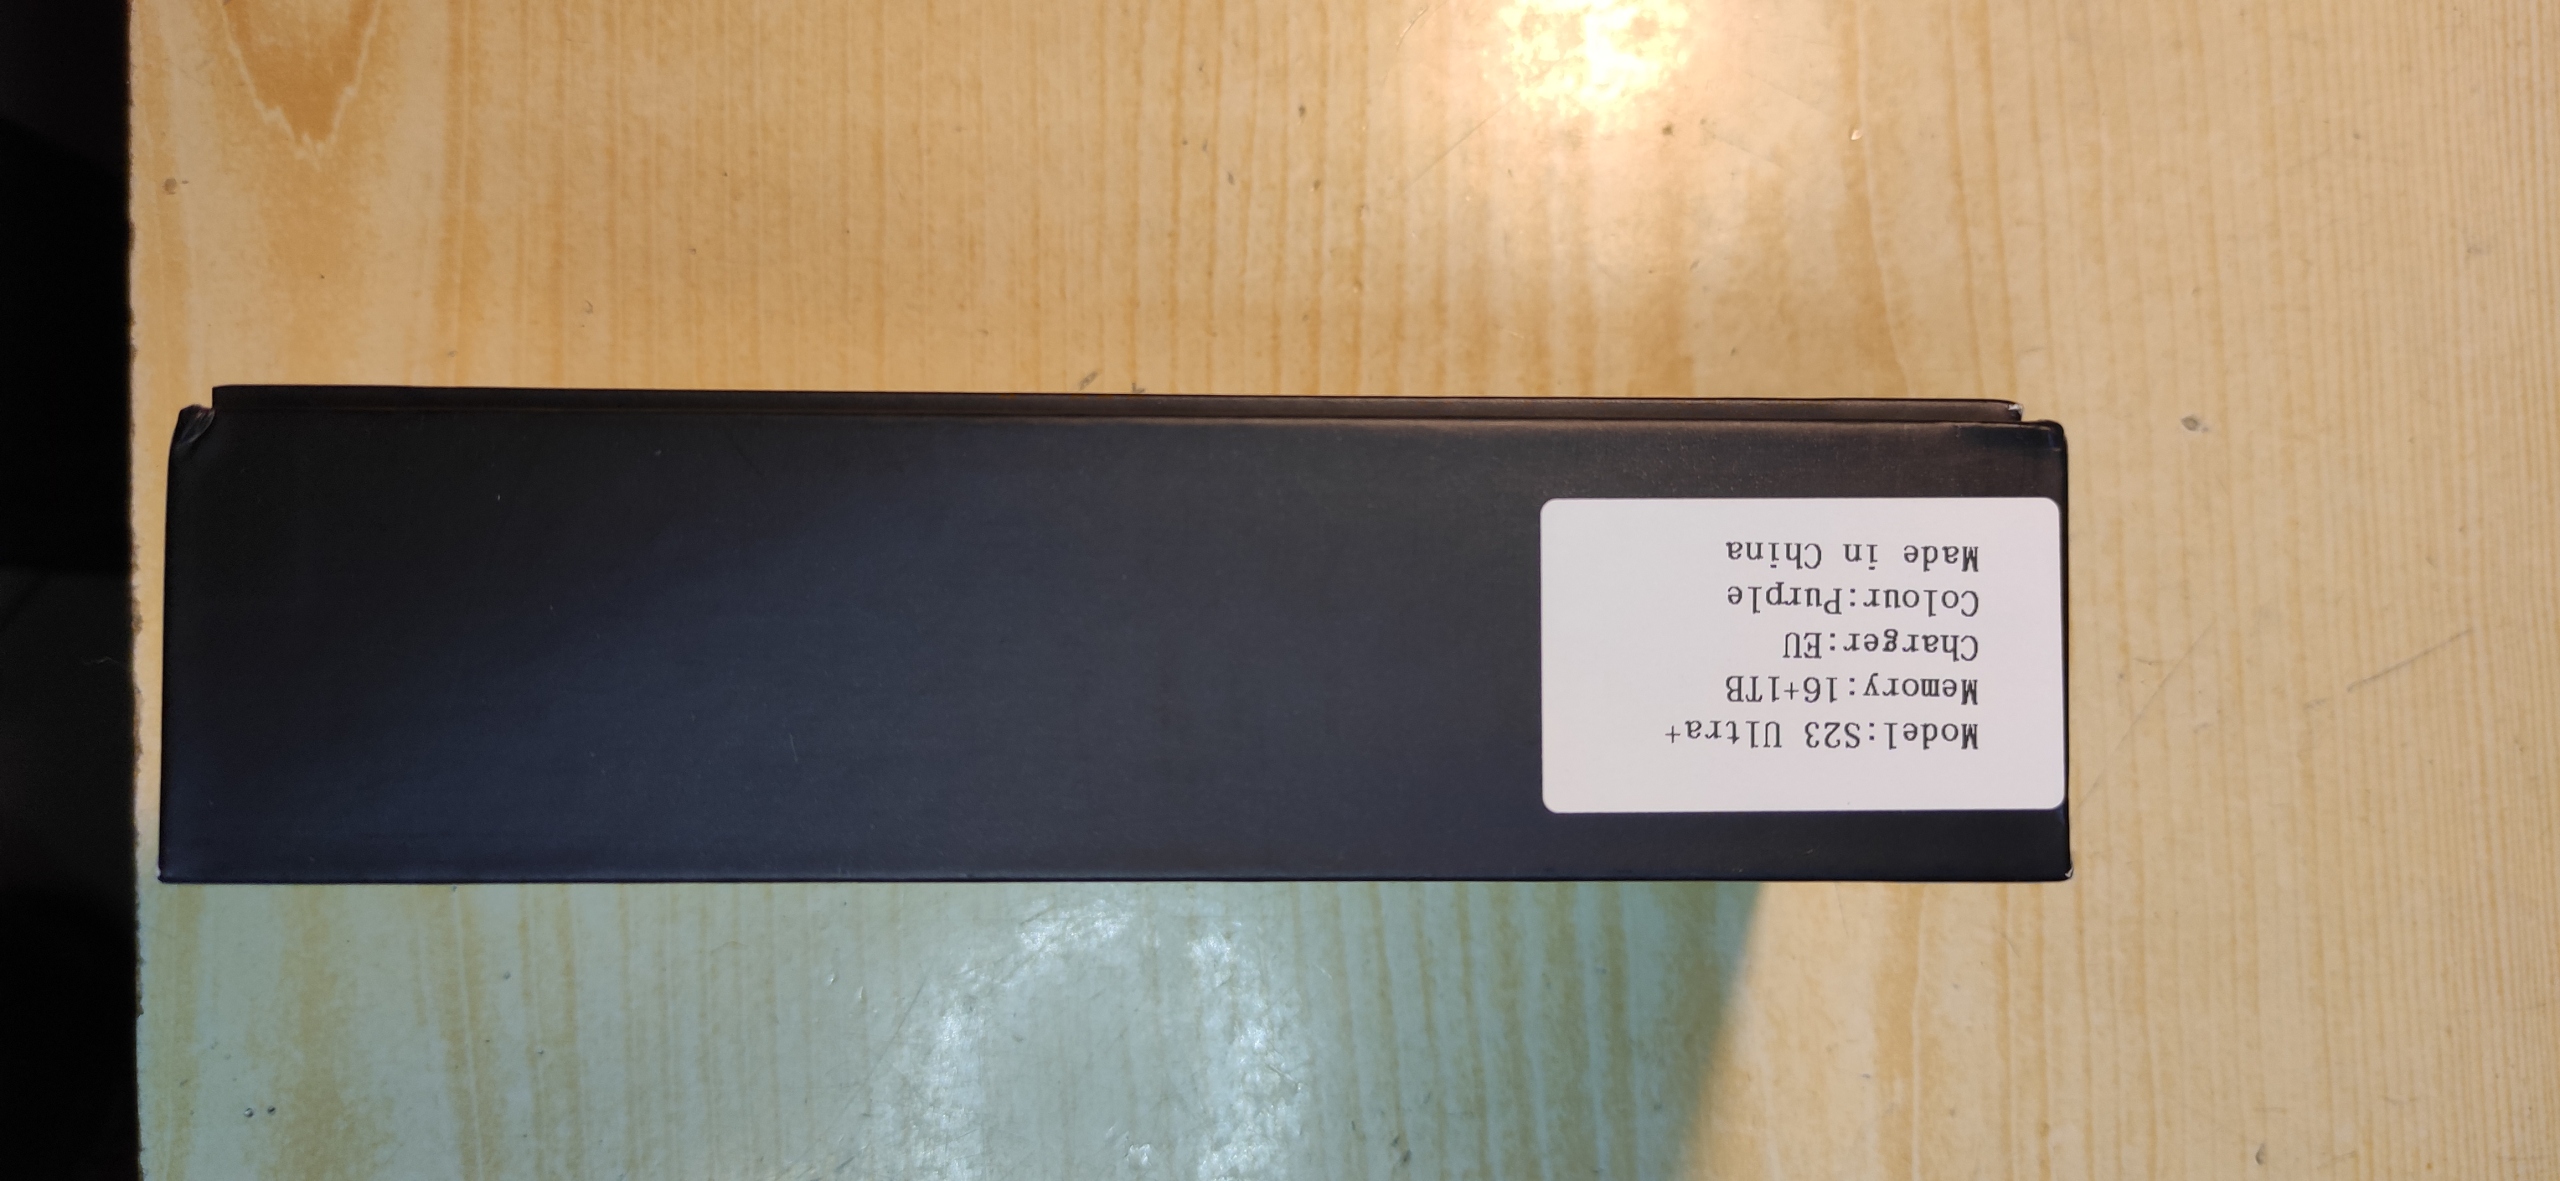 Model:S23 Ultra+
Memory:16+1TB
Charger:EU
Colour:Purple
Made in China